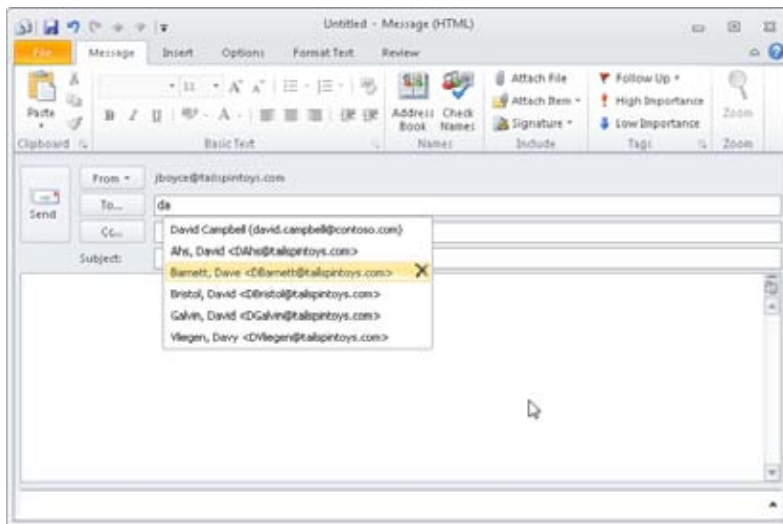 Untitled - Message (HTML)
File Message Insert Options Format Text Review
Paste
Clipboard
11
B I U
Basic Text
Address Book
Check Names
Names
Attach File
Attach Item
Signature
Include
Follow Up
High Importance
Low Importance
Tags
Zoom
Zoom
Send
From jboyce@tailspintoys.com
To... da
Cc...
Subject:
David Campbell (david.campbell@contoso.com)
Ahs, David <DAhs@tailspintoys.com>
Barnett, Dave <DBarnett@tailspintoys.com>
Bristol, David <DBristol@tailspintoys.com>
Galvin, David <DGalvin@tailspintoys.com>
Vliegen, Davy <DVliegen@tailspintoys.com>